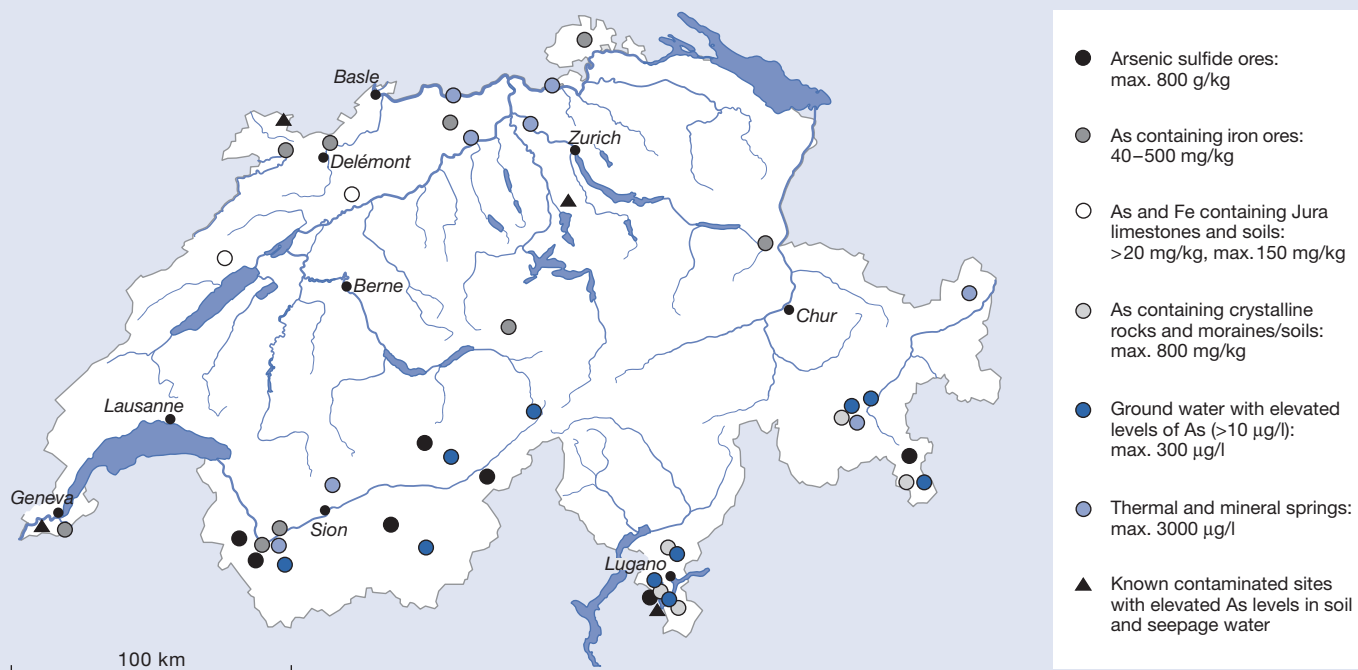 Basle
Delémont
Zurich
Berne
Chur
Lausanne
Geneva
Sion
Lugano
100 km
Arsenic sulfide ores:
max. 800 g/kg
As containing iron ores:
40–500 mg/kg
As and Fe containing Jura
limestones and soils:
>20 mg/kg, max. 150 mg/kg
As containing crystalline
rocks and moraines/soils:
max. 800 mg/kg
Ground water with elevated
levels of As (>10 µg/l):
max. 300 µg/l
Thermal and mineral springs:
max. 3000 µg/l
Known contaminated sites
with elevated As levels in soil
and seepage water